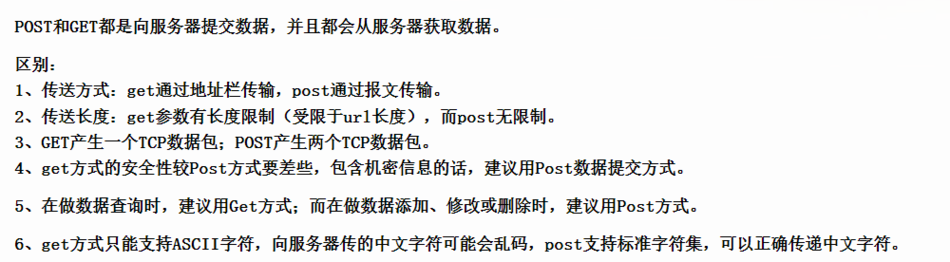 POST和GET都是向服务器提交数据，并且都会从服务器获取数据。
区别：
1、传送方式：get通过地址栏传输，post通过报文传输。
2、传送长度：get参数有长度限制（受限于url长度），而post无限制。
3、GET产生一个TCP数据包；POST产生两个TCP数据包。
4、get方式的安全性较Post方式要差些，包含机密信息的话，建议用Post数据提交方式。
5、在做数据查询时，建议用Get方式；而在做数据添加、修改或删除时，建议用Post方式。
6、get方式只能支持ASCII字符，向服务器传的中文字符可能会乱码，post支持标准字符集，可以正确传递中文字符。